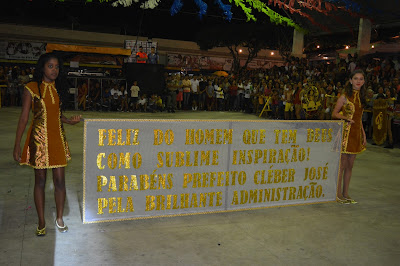 FELIZ DO HOMEM QUE TEM DEUS
COMO SUBLIME INSPIRAÇÃO!
PARABÉNS PREFEITO CLÉBER JOSÉ
PELA BRILHANTE ADMINISTRAÇÃO.